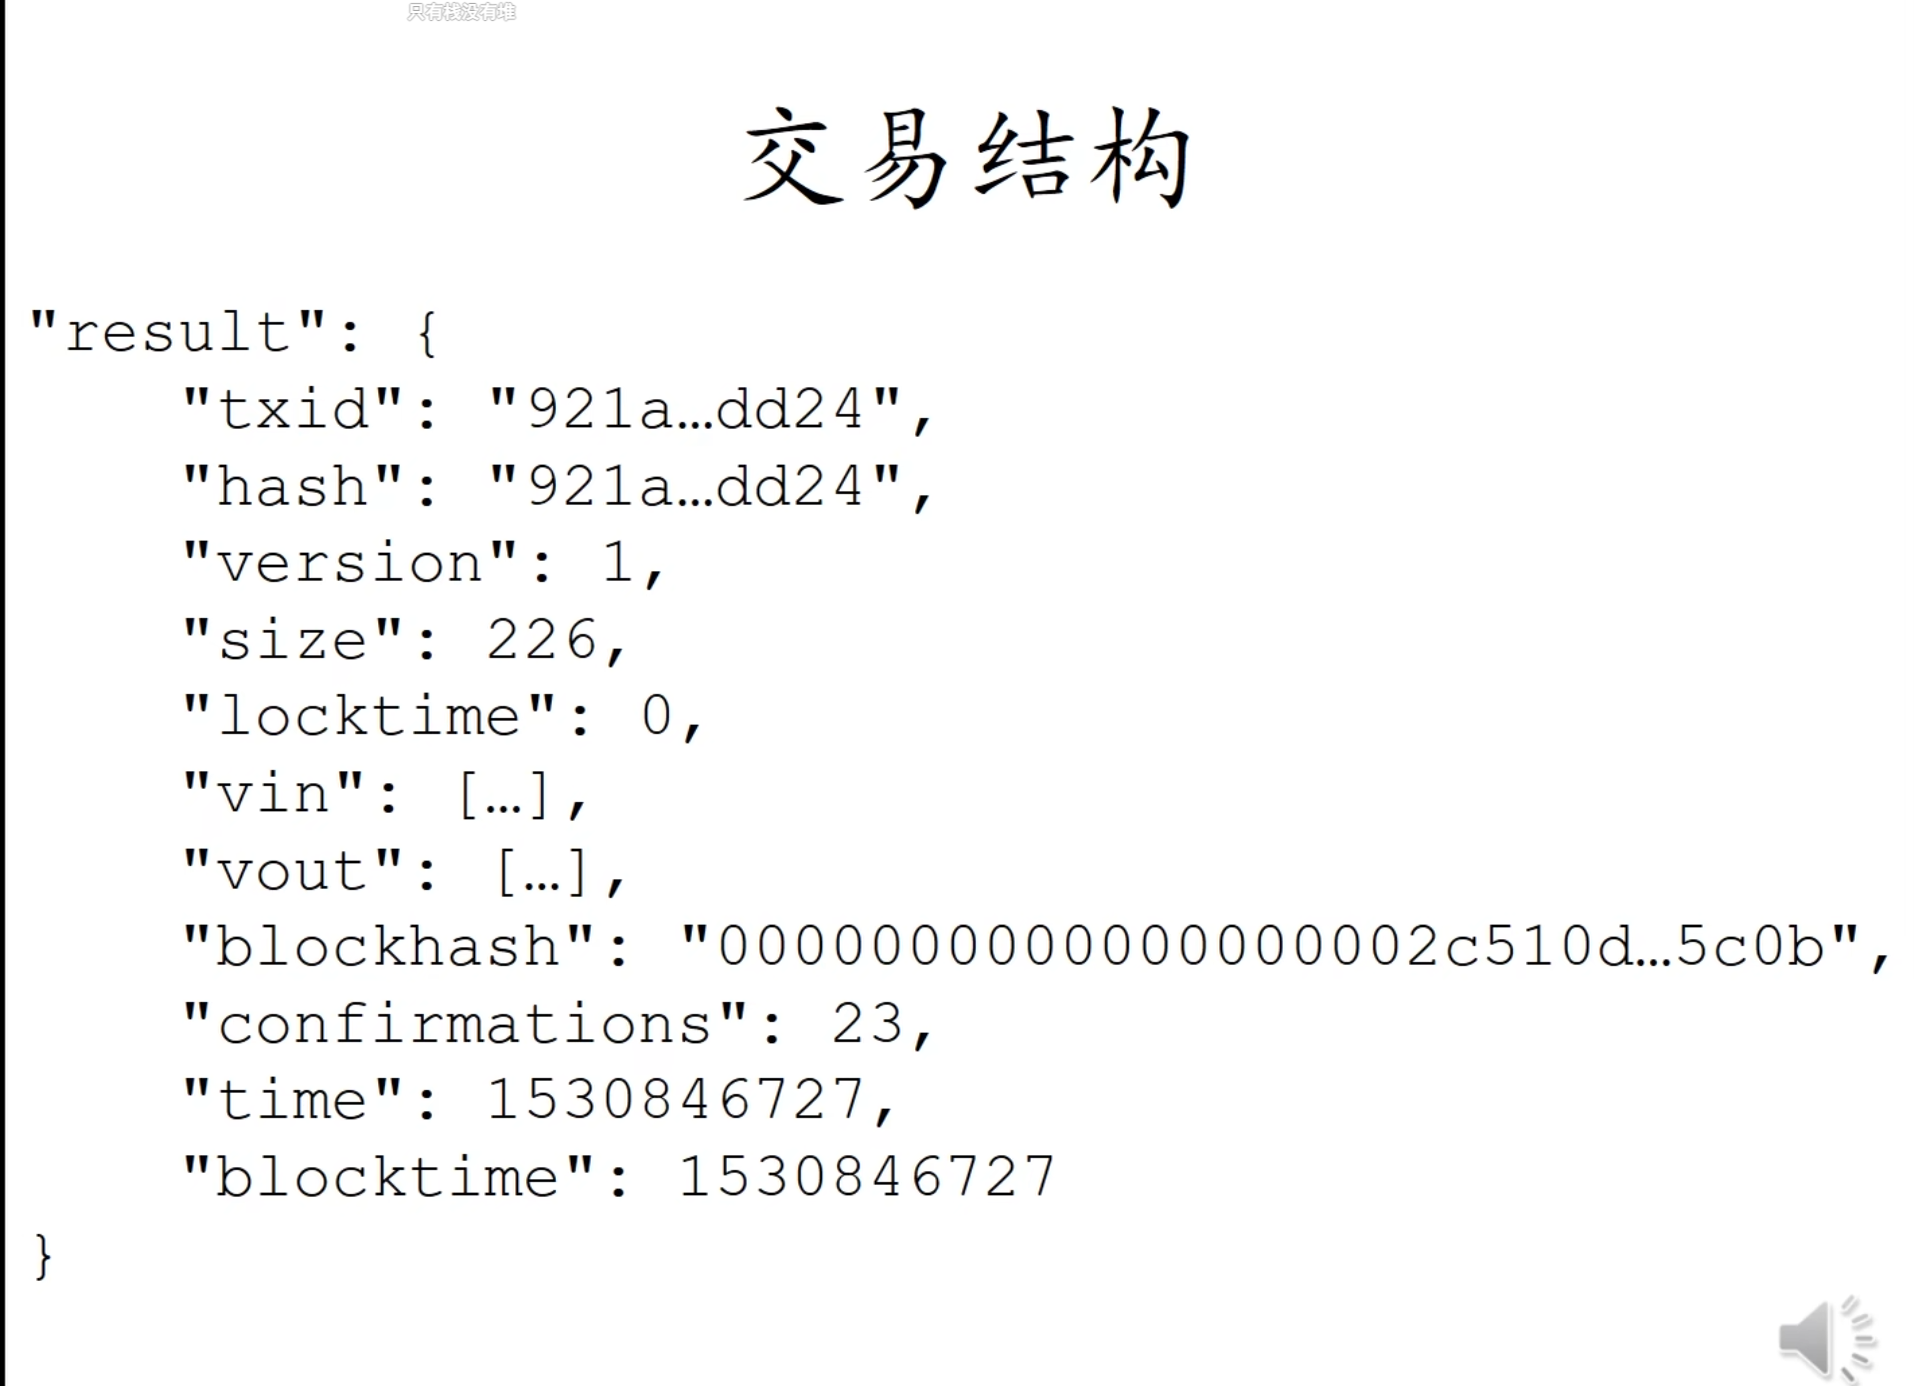 只有栈没有堆
交易结构
"result": {
"txid": "921a…dd24",
"hash": "921a…dd24",
"version": 1,
"size": 226,
"locktime": 0,
"vin": […],
"vout": […],
"blockhash": "0000000000000000002c510d…5c0b",
"confirmations": 23,
"time": 1530846727,
"blocktime": 1530846727
}